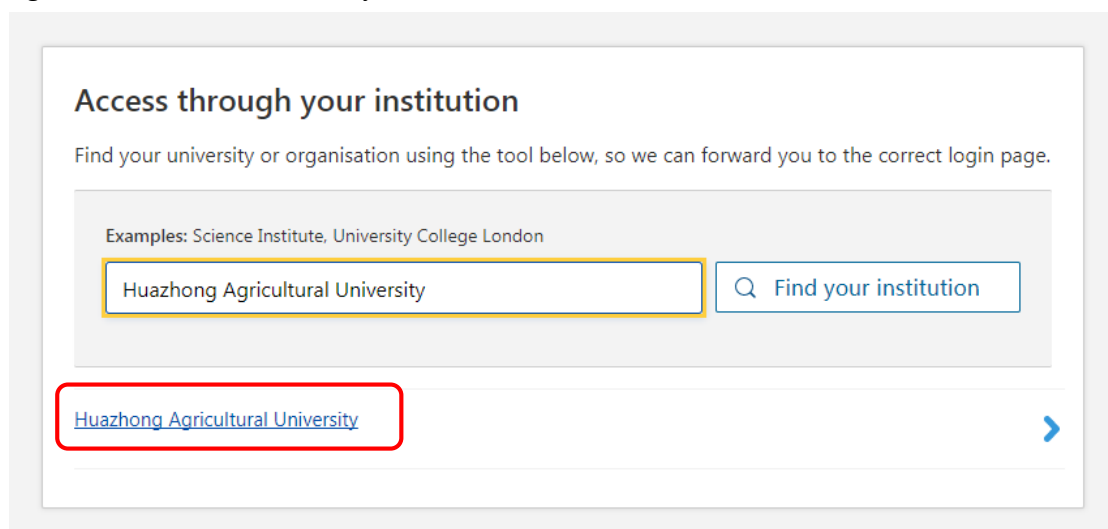 Access through your institution
Find your university or organisation using the tool below, so we can forward you to the correct login page.
Examples: Science Institute, University College London
Huazhong Agricultural University
Find your institution
Huazhong Agricultural University